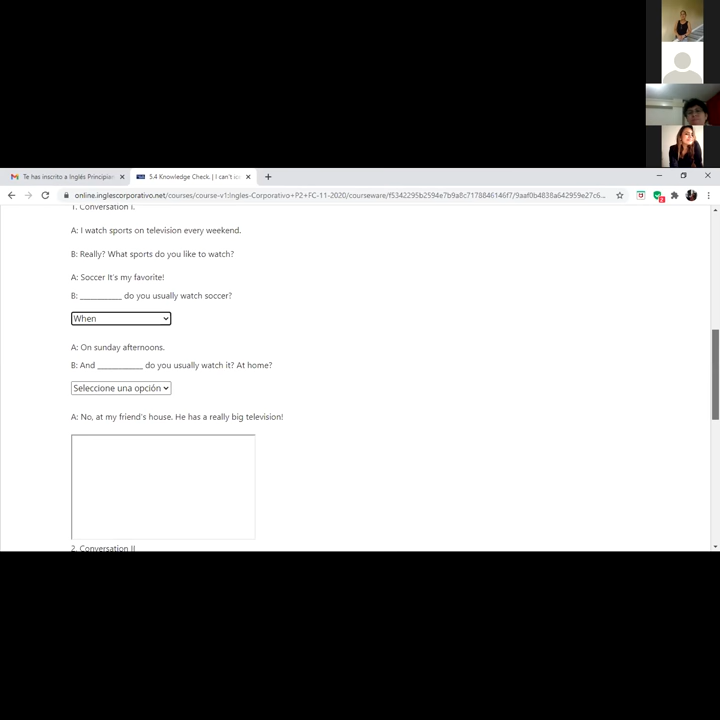 Te has inscrito a Inglés Principian
5.4 Knowledge Check. | I can't ic
online.inglescorporativo.net/courses/course-v1:Ingles-Corporativo+P2+FC-11-2020/courseware/f5342295b2594e7b9a8c7178846146f7/9aaf0b4838a642959e27c6...
1. Conversation I.
A: I watch sports on television every weekend.
B: Really? What sports do you like to watch?
A: Soccer It's my favorite!
B: __________ do you usually watch soccer?
When
A: On sunday afternoons.
B: And ___________ do you usually watch it? At home?
Seleccione una opción
A: No, at my friend's house. He has a really big television!
2. Conversation II